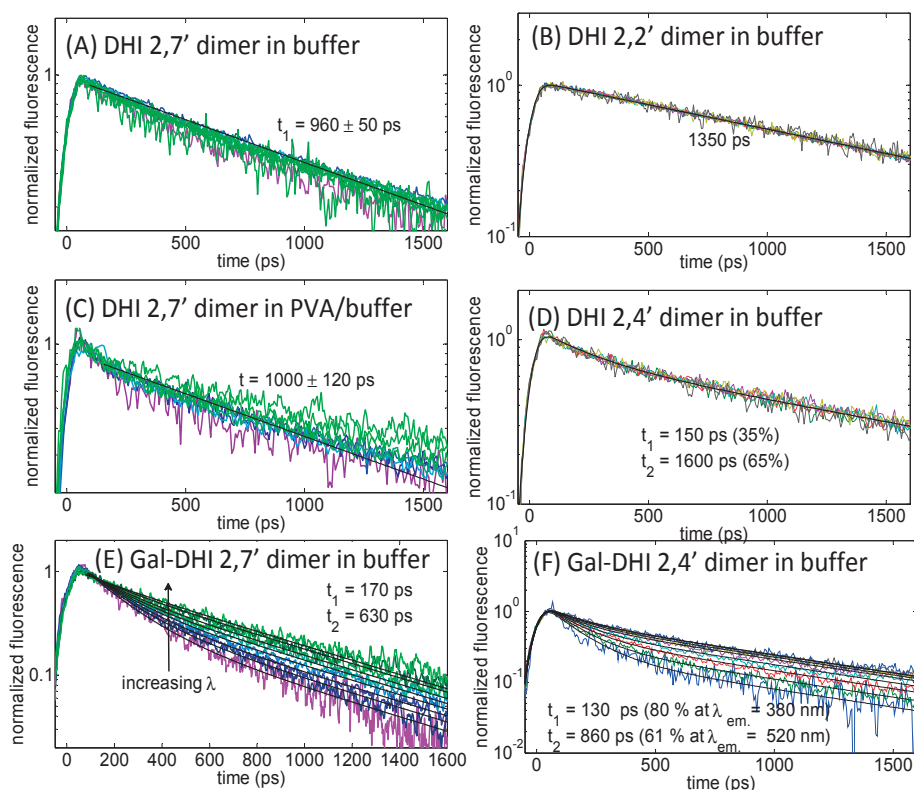 (A) DHI 2,7' dimer in buffer
normalized fluorescence
1
t1 = 960 ± 50 ps
0 500 1000 1500
time (ps)
(B) DHI 2,2' dimer in buffer
normalized fluorescence
10^0
10^-1
1350 ps
0 500 1000 1500
time (ps)
(C) DHI 2,7' dimer in PVA/buffer
normalized fluorescence
1
t = 1000 ± 120 ps
0 500 1000 1500
time (ps)
(D) DHI 2,4' dimer in buffer
normalized fluorescence
10^0
10^-1
t1 = 150 ps (35%)
t2 = 1600 ps (65%)
0 500 1000 1500
time (ps)
(E) Gal-DHI 2,7' dimer in buffer
normalized fluorescence
1
0.1
t1 = 170 ps
t2 = 630 ps
increasing λ
0 200 400 600 800 1000 1200 1400 1600
time (ps)
(F) Gal-DHI 2,4' dimer in buffer
normalized fluorescence
10^1
10^0
10^-1
10^-2
t1 = 130 ps (80 % at λem. = 380 nm)
t2 = 860 ps (61 % at λem. = 520 nm)
0 500 1000 1500
time (ps)